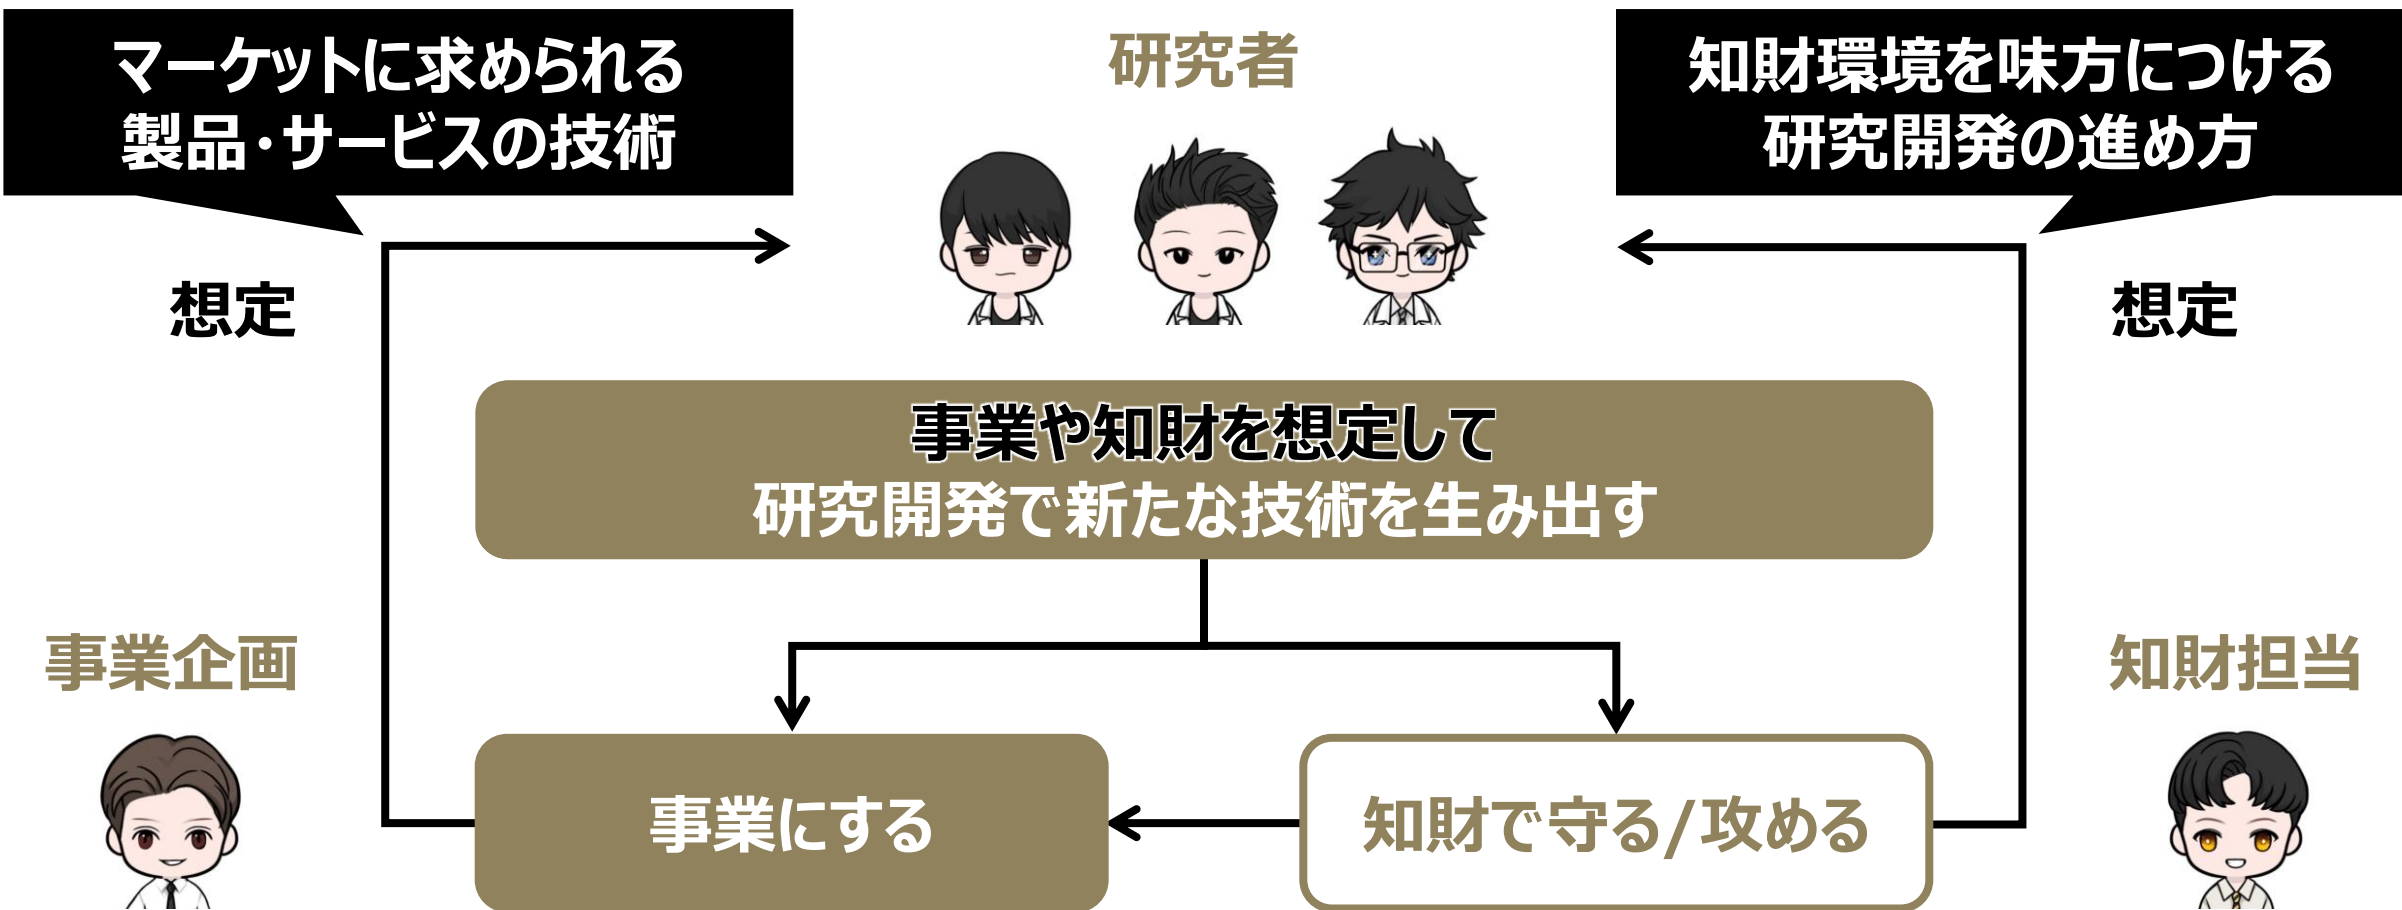 マーケットに求められる
製品・サービスの技術
研究者
知財環境を味方につける
研究開発の進め方
想定
想定
事業や知財を想定して
研究開発で新たな技術を生み出す
事業企画
知財担当
事業にする
知財で守る/攻める